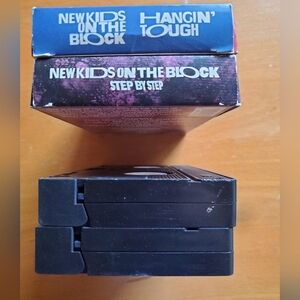 NEW KIDS
ON THE
BLOCK
HANGIN'
TOUGH
NEW KIDS ON THE BLOCK
STEP BY STEP